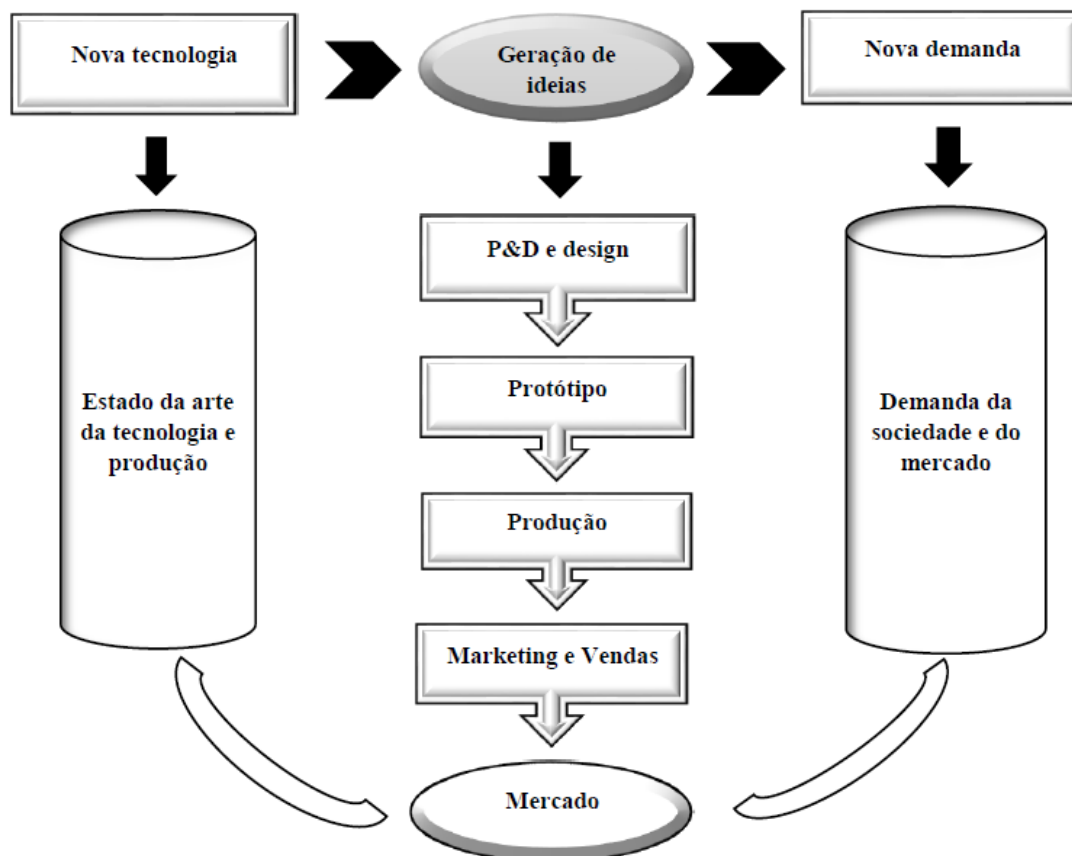 Nova tecnologia
Geração de
ideias
Nova demanda
P&D e design
Protótipo
Estado da arte
da tecnologia e
produção
Demanda da
sociedade e do
mercado
Produção
Marketing e Vendas
Mercado